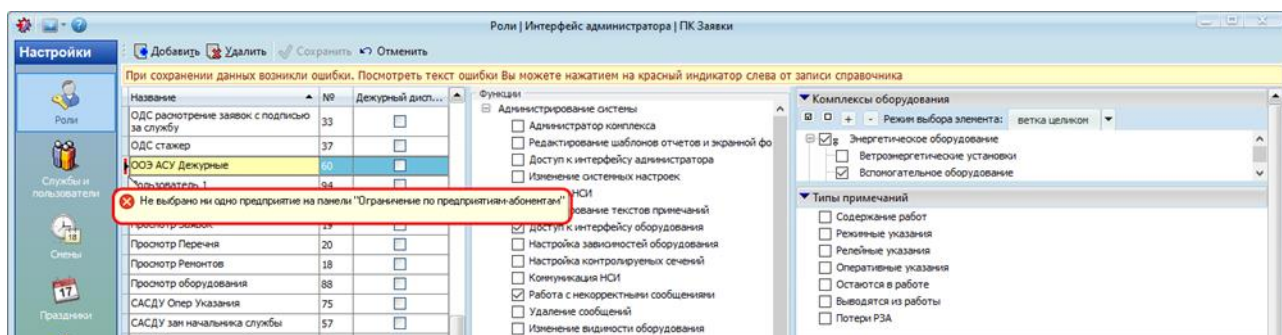 Роли | Интерфейс администратора | ПК Заявки
Настройки
Добавить Удалить Сохранить Отменить
При сохранении данных возникли ошибки. Посмотреть текст ошибки Вы можете нажатием на красный индикатор слева от записи справочника
Роли
Службы и
пользователи
Смены
Праздники
Название № Дежурный дисп...
ОДС расмотрение заявок с подписью
за службу 33
ОДС стажер 37
ООЭ АСУ Дежурные 60
Пользователь 1 94
Не выбрано ни одно предприятие на панели "Ограничение по предприятиям-абонентам"
Просмотр Заявок 19
Просмотр Перечня 20
Просмотр Ремонтов 18
Просмотр оборудования 88
САСДУ Опер Указания 75
САСДУ зам начальника службы 57
Функции
Администрирование системы
Администратор комплекса
Редактирование шаблонов отчетов и экранной фо
Доступ к интерфейсу администратора
Изменение системных настроек
НСИ
рование текстов примечаний
Доступ к интерфейсу оборудования
Настройка зависимостей оборудования
Настройка контролируемых сечений
Коммуникация НСИ
Работа с некорректными сообщениями
Удаление сообщений
Изменение видимости оборудования
Комплексы оборудования
Режим выбора элемента: ветка целиком
Энергетическое оборудование
Ветроэнергетические установки
Вспомогательное оборудование
Типы примечаний
Содержание работ
Режимные указания
Релейные указания
Оперативные указания
Остаются в работе
Выводятся из работы
Потери РЗА